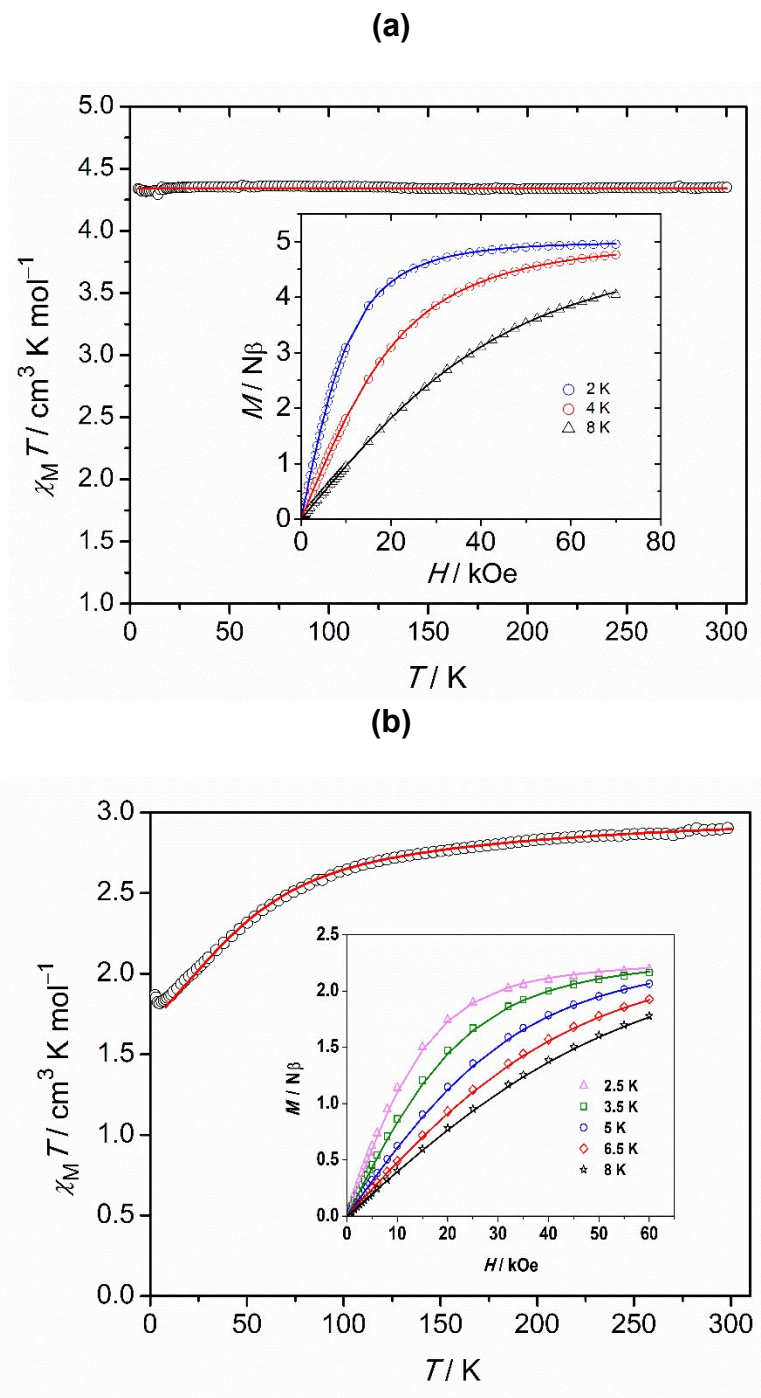 (a)
5.0
4.5
4.0
3.5
3.0
2.5
2.0
1.5
1.0
χM T / cm³ K mol⁻¹
0 50 100 150 200 250 300
T / K
5
4
3
2
1
0
M / Nβ
2 K
4 K
8 K
0 20 40 60 80
H / kOe
(b)
3.0
2.5
2.0
1.5
1.0
0.5
0.0
χM T / cm³ K mol⁻¹
0 50 100 150 200 250 300
T / K
2.5
2.0
1.5
1.0
0.5
0.0
M / Nβ
2.5 K
3.5 K
5 K
6.5 K
8 K
0 10 20 30 40 50 60
H / kOe